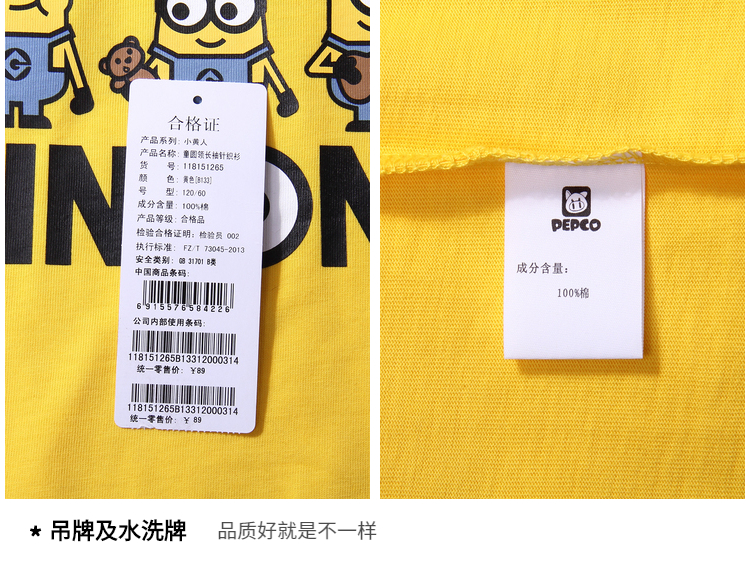 INION
合格证
产品系列: 小黄人
产品名称: 童圆领长袖针织衫
货 号: 118151265
颜 色: 黄色[B133]
号 型: 120/60
成分含量: 100%棉
产品等级: 合格品
检验合格证明: 检验员 002
执行标准: FZ/T 73045-2013
安全类别: GB 31701 B类
中国商品条码:
6915576584226
公司内部使用条码:
118151265B13312000314
统一零售价: ￥89
118151265B13312000314
统一零售价: ￥89
PEPCO
成分含量:
100%棉
* 吊牌及水洗牌 品质好就是不一样